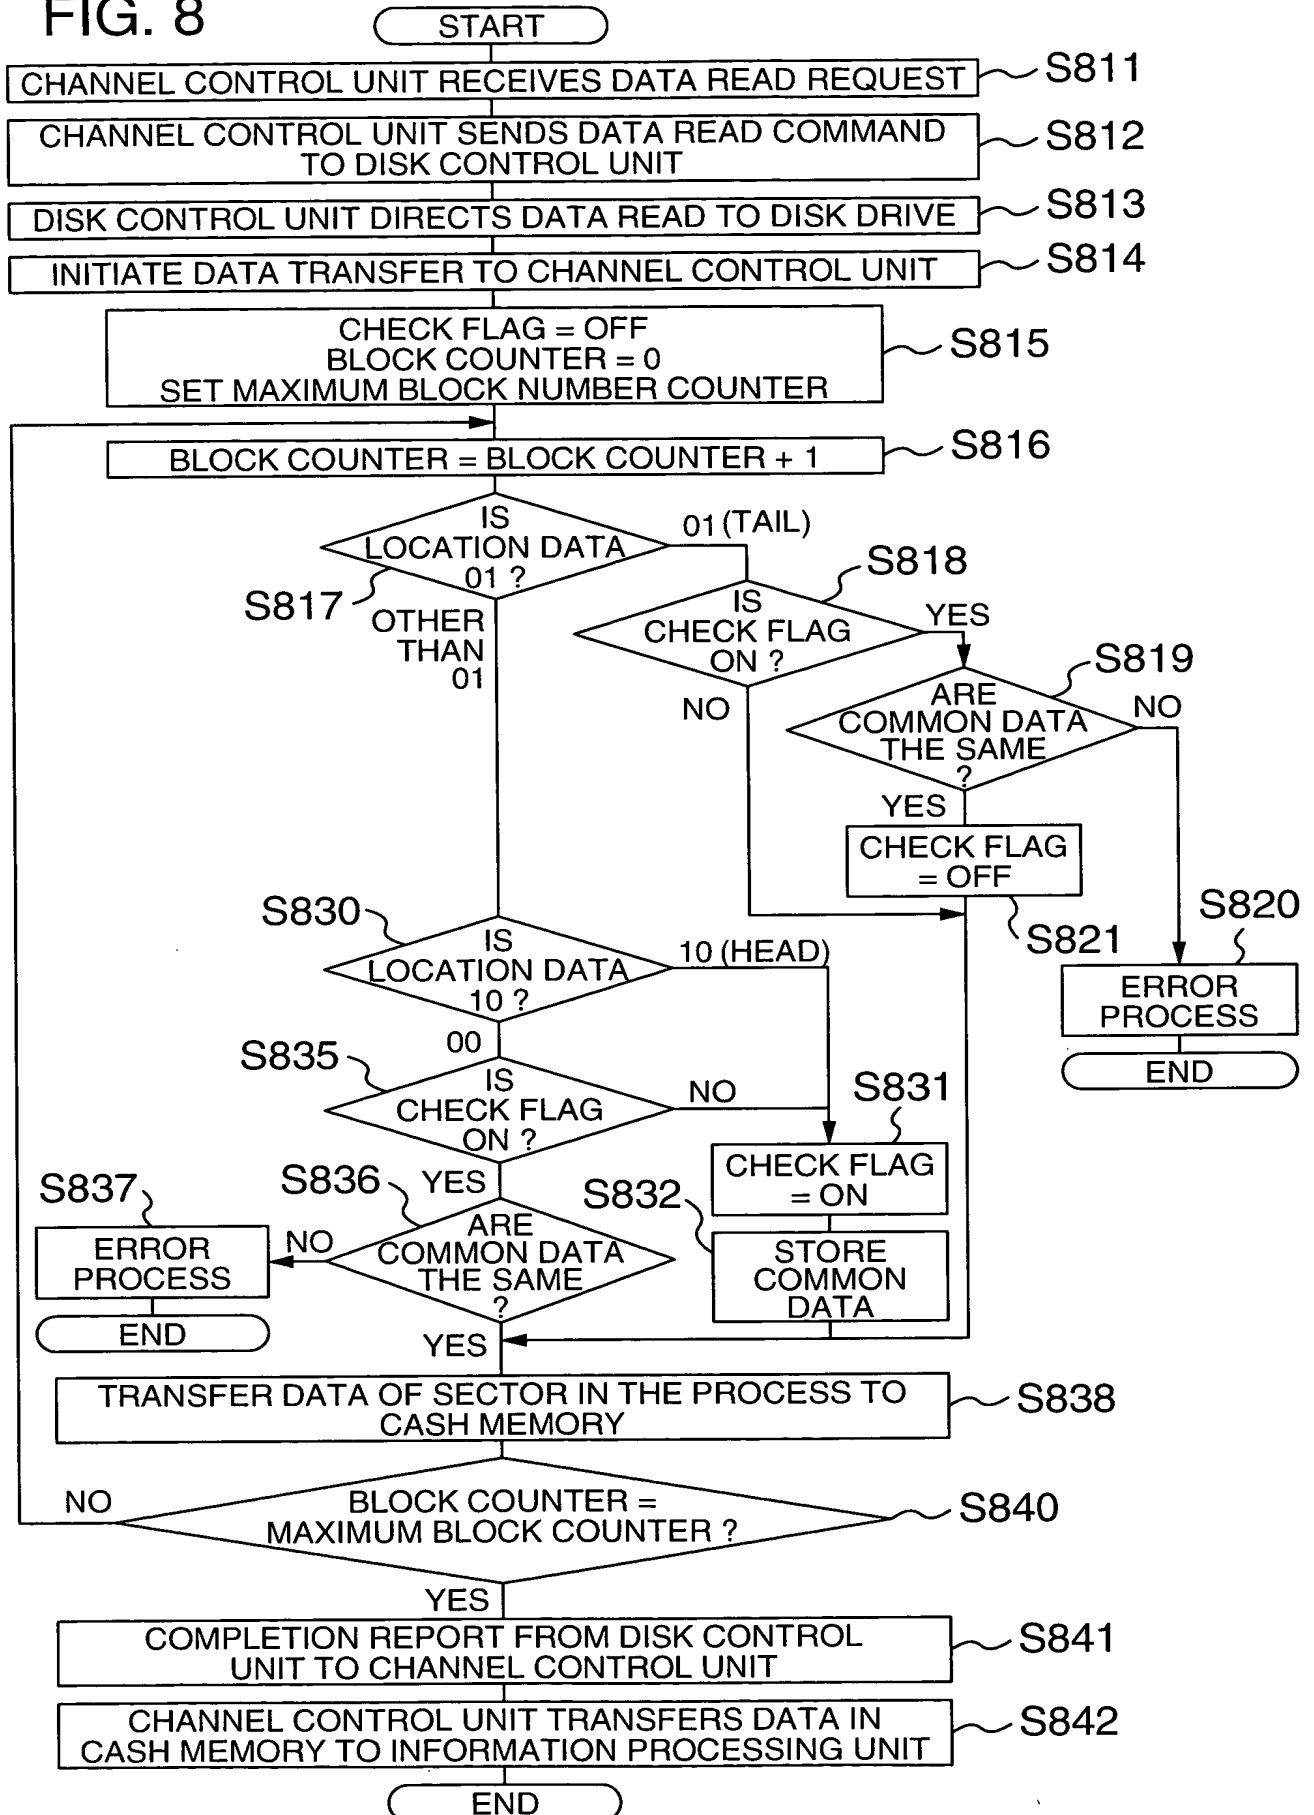 FIG. 8
START
CHANNEL CONTROL UNIT RECEIVES DATA READ REQUEST
S811
CHANNEL CONTROL UNIT SENDS DATA READ COMMAND
TO DISK CONTROL UNIT
S812
DISK CONTROL UNIT DIRECTS DATA READ TO DISK DRIVE
S813
INITIATE DATA TRANSFER TO CHANNEL CONTROL UNIT
S814
CHECK FLAG = OFF
BLOCK COUNTER = 0
SET MAXIMUM BLOCK NUMBER COUNTER
S815
BLOCK COUNTER = BLOCK COUNTER + 1
S816
IS
LOCATION DATA
01 ?
S817
01 (TAIL)
OTHER
THAN
01
IS
CHECK FLAG
ON ?
S818
YES
NO
ARE
COMMON DATA
THE SAME
?
S819
NO
YES
CHECK FLAG
= OFF
S821
S820
ERROR
PROCESS
END
S830
IS
LOCATION DATA
10 ?
10 (HEAD)
00
S835
IS
CHECK FLAG
ON ?
NO
YES
S831
CHECK FLAG
= ON
S832
STORE
COMMON
DATA
S836
ARE
COMMON DATA
THE SAME
?
NO
S837
ERROR
PROCESS
END
YES
TRANSFER DATA OF SECTOR IN THE PROCESS TO
CASH MEMORY
S838
BLOCK COUNTER =
MAXIMUM BLOCK COUNTER ?
S840
NO
YES
COMPLETION REPORT FROM DISK CONTROL
UNIT TO CHANNEL CONTROL UNIT
S841
CHANNEL CONTROL UNIT TRANSFERS DATA IN
CASH MEMORY TO INFORMATION PROCESSING UNIT
S842
END